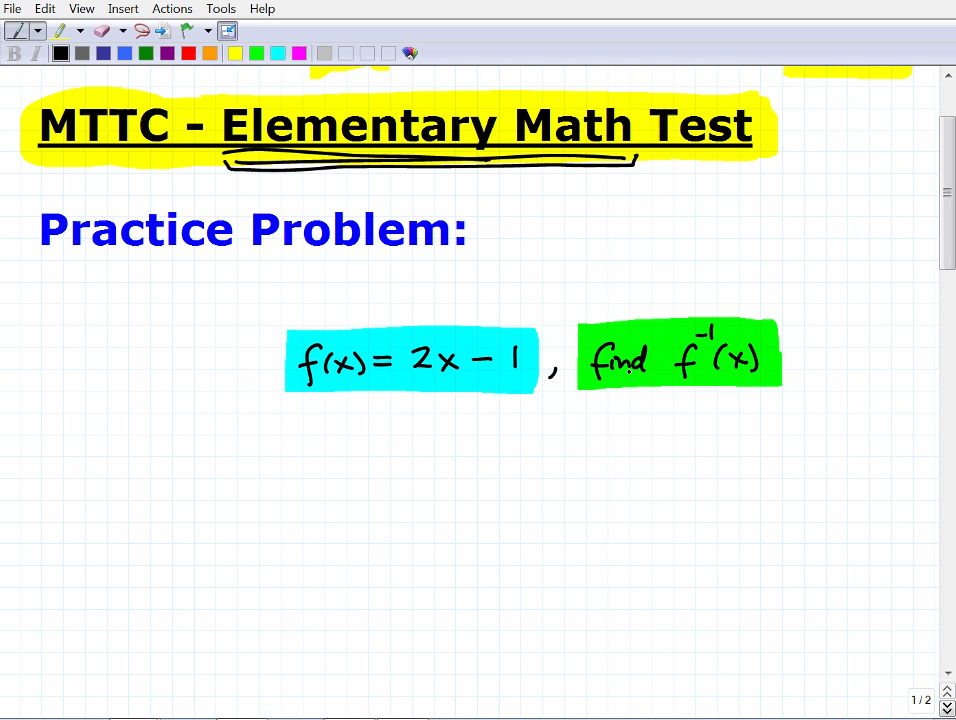 File Edit View Insert Actions Tools Help
B I
MTTC - Elementary Math Test
Practice Problem:
f(x) = 2x - 1 , find f⁻¹(x)
1 / 2